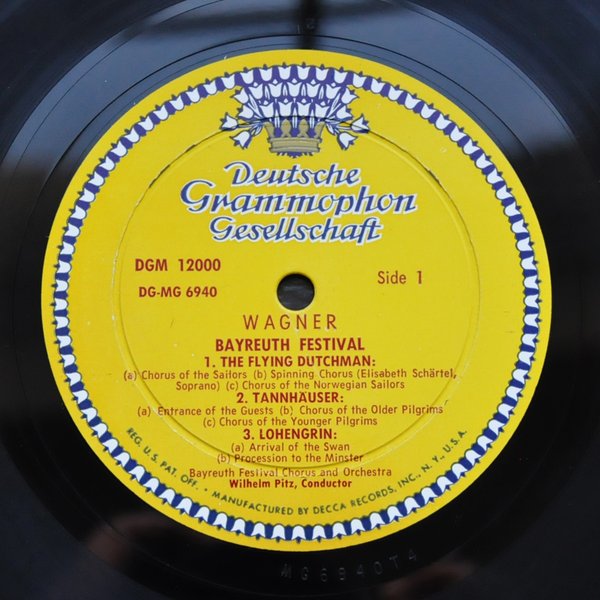 Deutsche
Grammophon
Gesellschaft
DGM 12000
Side 1
DG-MG 6940
WAGNER
BAYREUTH FESTIVAL
1. THE FLYING DUTCHMAN:
(a) Chorus of the Sailors (b) Spinning Chorus (Elisabeth Schärtel,
Soprano) (c) Chorus of the Norwegian Sailors
2. TANNHÄUSER:
(a) Entrance of the Guests (b) Chorus of the Older Pilgrims
(c) Chorus of the Younger Pilgrims
3. LOHENGRIN:
(a) Arrival of the Swan
(b) Procession to the Minster
Bayreuth Festival Chorus and Orchestra
Wilhelm Pitz, Conductor
REG. U.S. PAT. OFF. • MANUFACTURED BY DECCA RECORDS, INC., N. Y., U.S.A.
MG6940T4